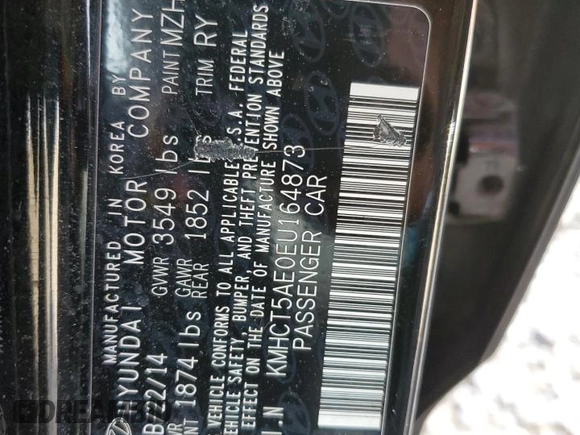 MANUFACTURED IN KOREA BY
HYUNDAI MOTOR COMPANY
22/14 GVWR 3549 lbs PAINT MZH
1874 lbs GAWR REAR 1852 TRIM RY
VEHICLE CONFORMS TO ALL APPLICABLE U.S.A. FEDERAL
VEHICLE SAFETY, BUMPER, AND THEFT PREVENTION STANDARDS
EFFECT ON THE DATE OF MANUFACTURE SHOWN ABOVE
KMHCT5AE0EU164873
PASSENGER CAR
DREAMBID